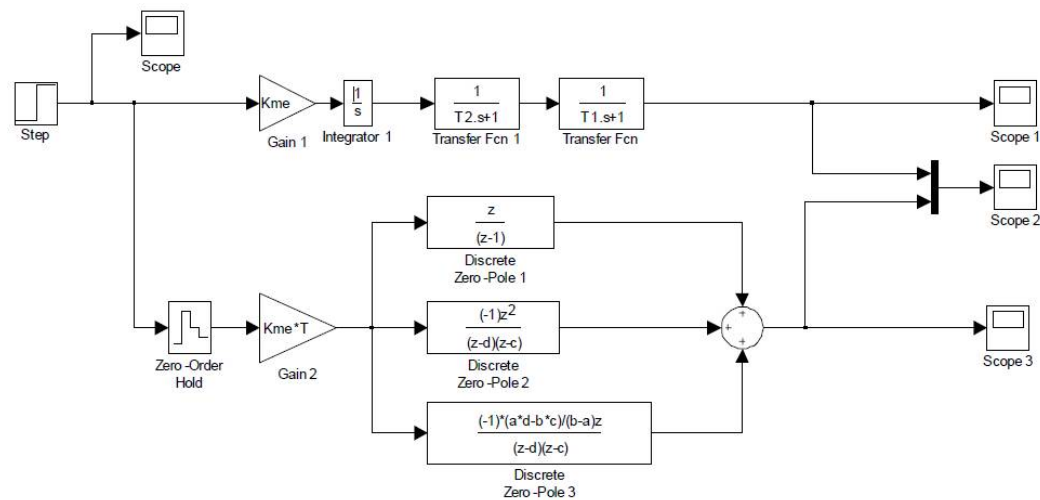 Scope
Step
Kme
Gain 1
1
s
Integrator 1
1
T2.s+1
Transfer Fcn 1
1
T1.s+1
Transfer Fcn
Scope 1
Scope 2
z
(z-1)
Discrete
Zero -Pole 1
Zero -Order
Hold
Kme*T
Gain 2
(-1)z2
(z-d)(z-c)
Discrete
Zero -Pole 2
+
+
+
Scope 3
(-1)*(a*d-b*c)/(b-a)z
(z-d)(z-c)
Discrete
Zero -Pole 3